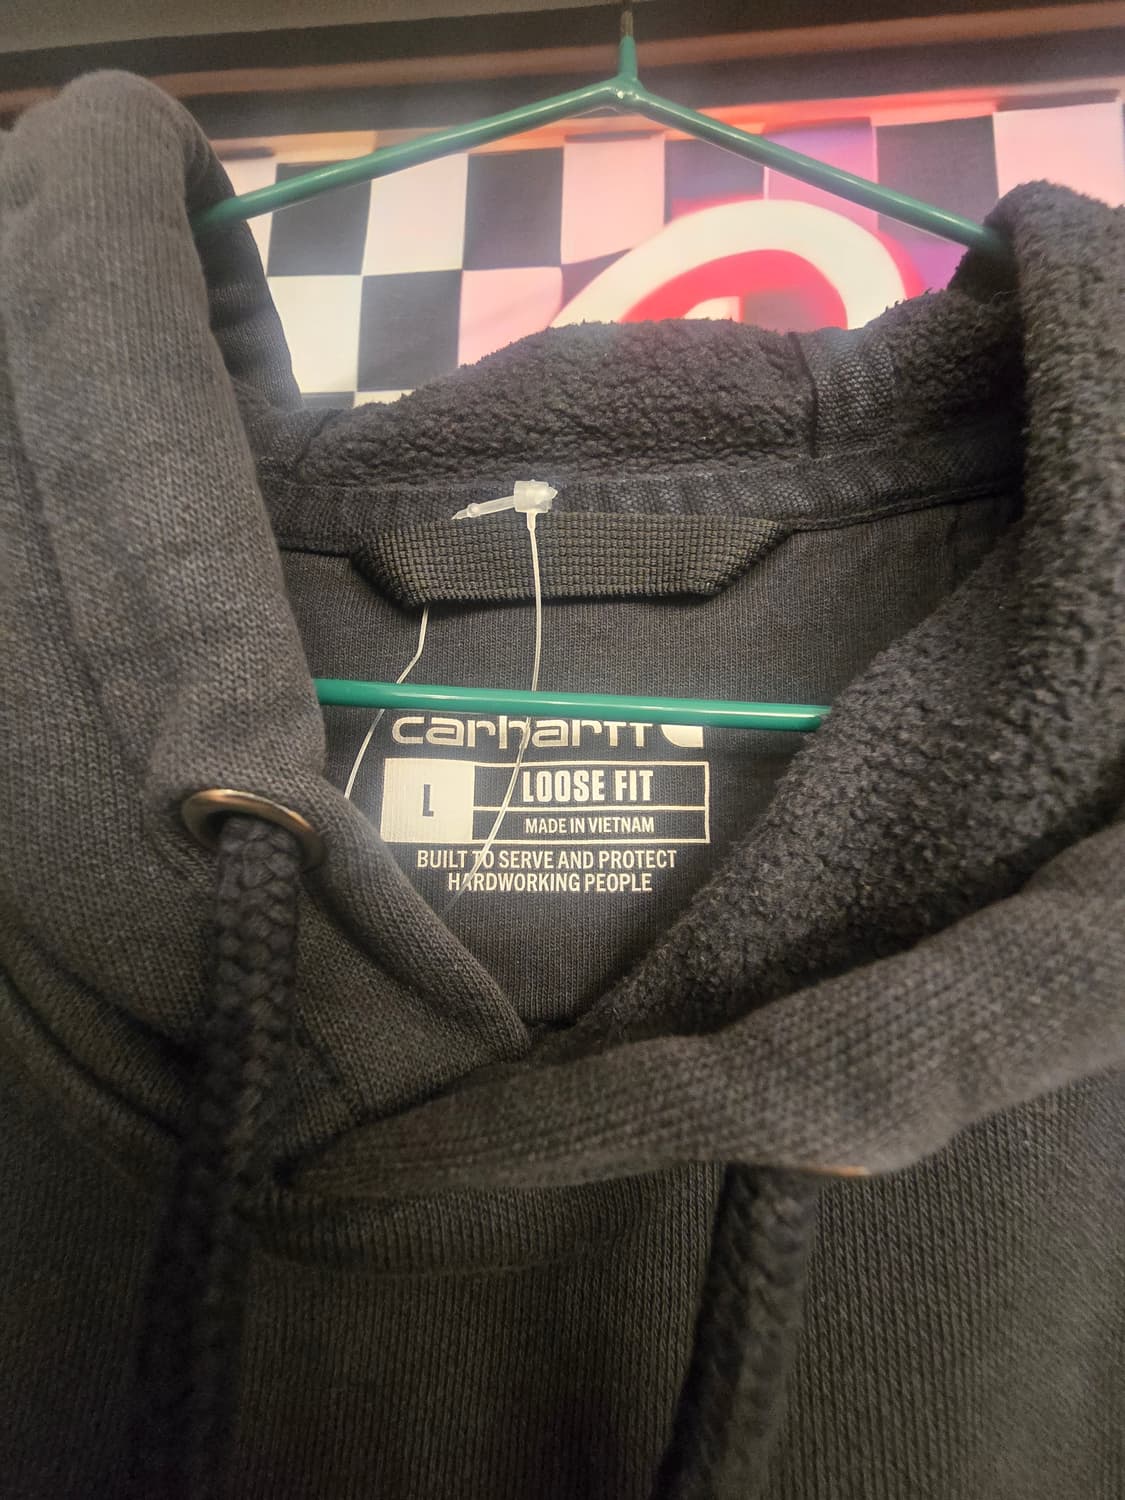 carhartt
L
LOOSE FIT
MADE IN VIETNAM
BUILT TO SERVE AND PROTECT
HARDWORKING PEOPLE